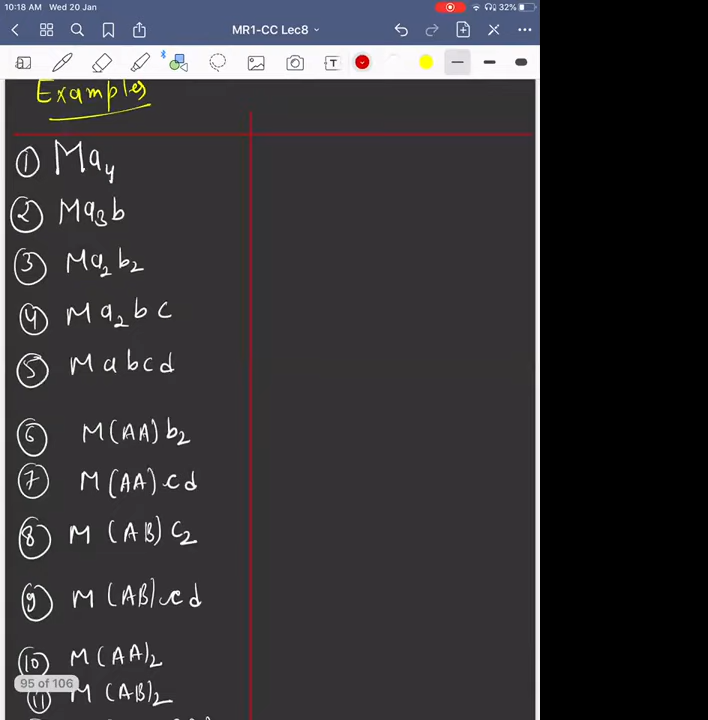 10:18 AM Wed 20 Jan 32%
MR1-CC Lec8
T
Examples
① Ma₄
② Ma₃b
③ Ma₂b₂
④ Ma₂bc
⑤ Mabcd
⑥ M(AA)b₂
⑦ M(AA)cd
⑧ M(AB)c₂
⑨ M(AB)cd
⑩ M(AA)₂
95 of 106
⑪ M(AB)₂